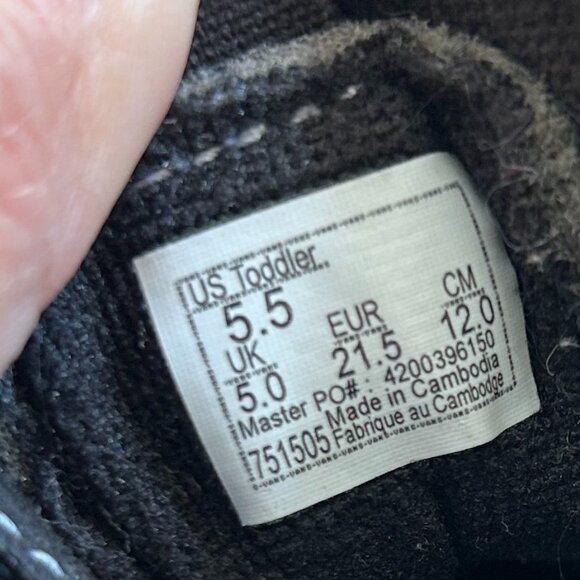 US Toddler.
5.5
UK EUR CM
5.0 21.5 12.0
Master PO#: 4200396150
Made in Cambodia
751505 Fabrique au Cambodge